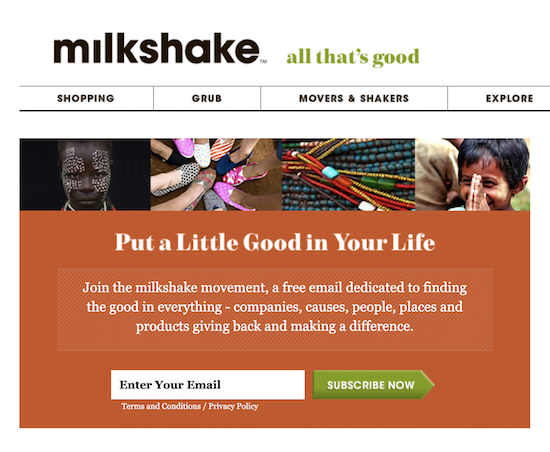 milkshake™ all that's good
SHOPPING GRUB MOVERS & SHAKERS EXPLORE
Put a Little Good in Your Life
Join the milkshake movement, a free email dedicated to finding
the good in everything - companies, causes, people, places and
products giving back and making a difference.
Enter Your Email SUBSCRIBE NOW
Terms and Conditions / Privacy Policy